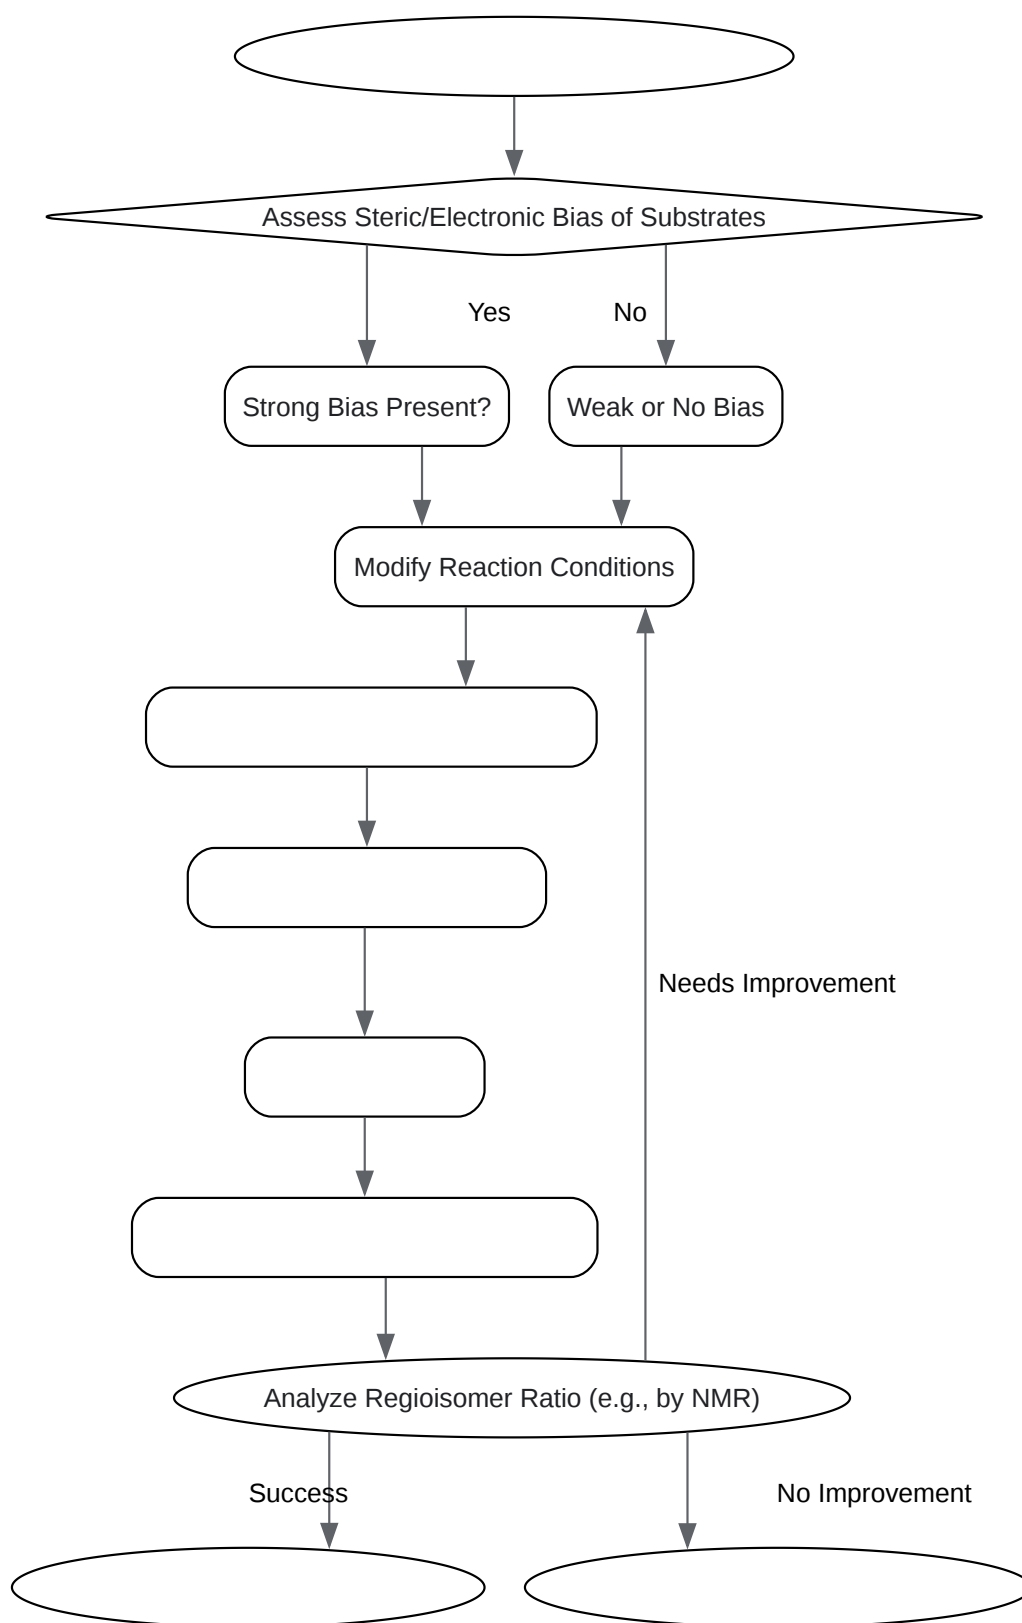 Assess Steric/Electronic Bias of Substrates
Yes
No
Strong Bias Present?
Weak or No Bias
Modify Reaction Conditions
Needs Improvement
Analyze Regioisomer Ratio (e.g., by NMR)
Success
No Improvement